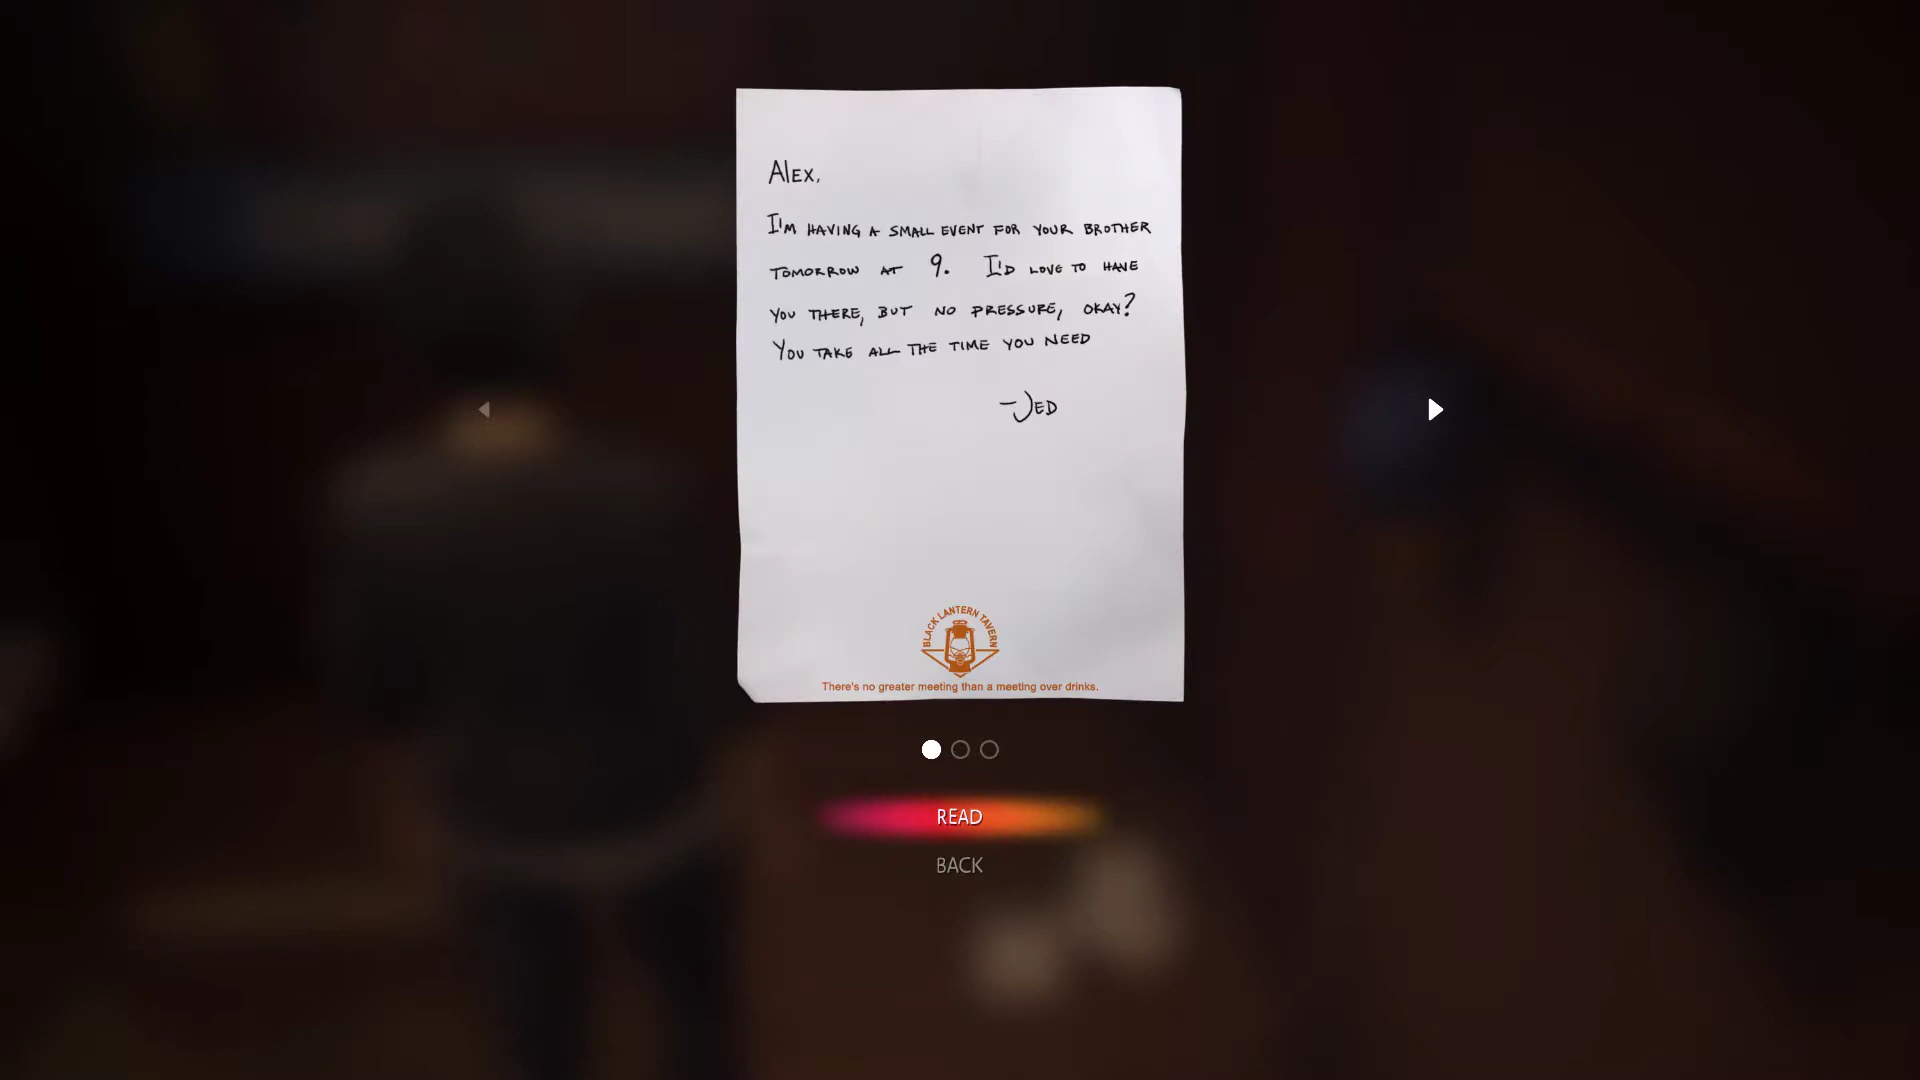 Alex,
I'm having a small event for your brother
tomorrow at 9. I'd love to have
you there, but no pressure, okay?
You take all the time you need
-Jed
BLACK LANTERN TAVERN
There's no greater meeting than a meeting over drinks.
READ
BACK